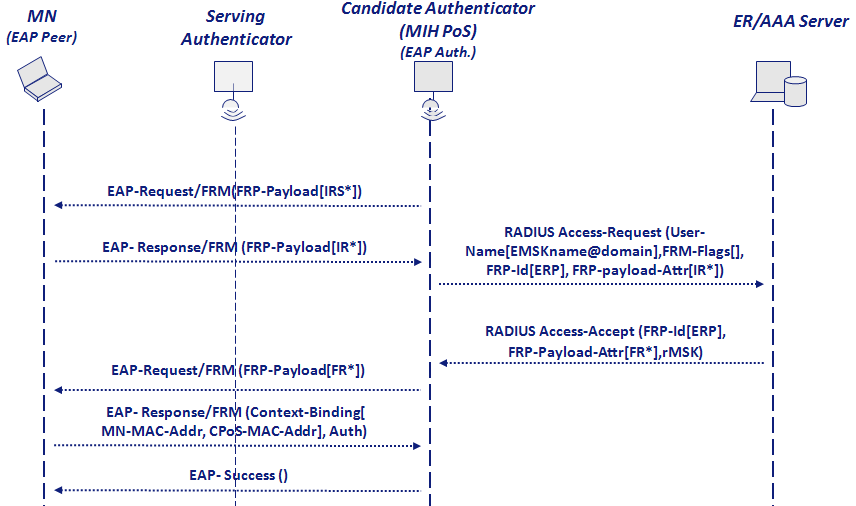 MN
(EAP Peer)
Serving
Authenticator
Candidate Authenticator
(MIH PoS)
(EAP Auth.)
ER/AAA Server
EAP-Request/FRM(FRP-Payload[IRS*])
EAP- Response/FRM (FRP-Payload[IR*])
RADIUS Access-Request (User-
Name[EMSKname@domain],FRM-Flags[],
FRP-Id[ERP], FRP-payload-Attr[IR*])
RADIUS Access-Accept (FRP-Id[ERP],
FRP-Payload-Attr[FR*],rMSK)
EAP-Request/FRM (FRP-Payload[FR*])
EAP- Response/FRM (Context-Binding[
MN-MAC-Addr, CPoS-MAC-Addr], Auth)
EAP- Success ()